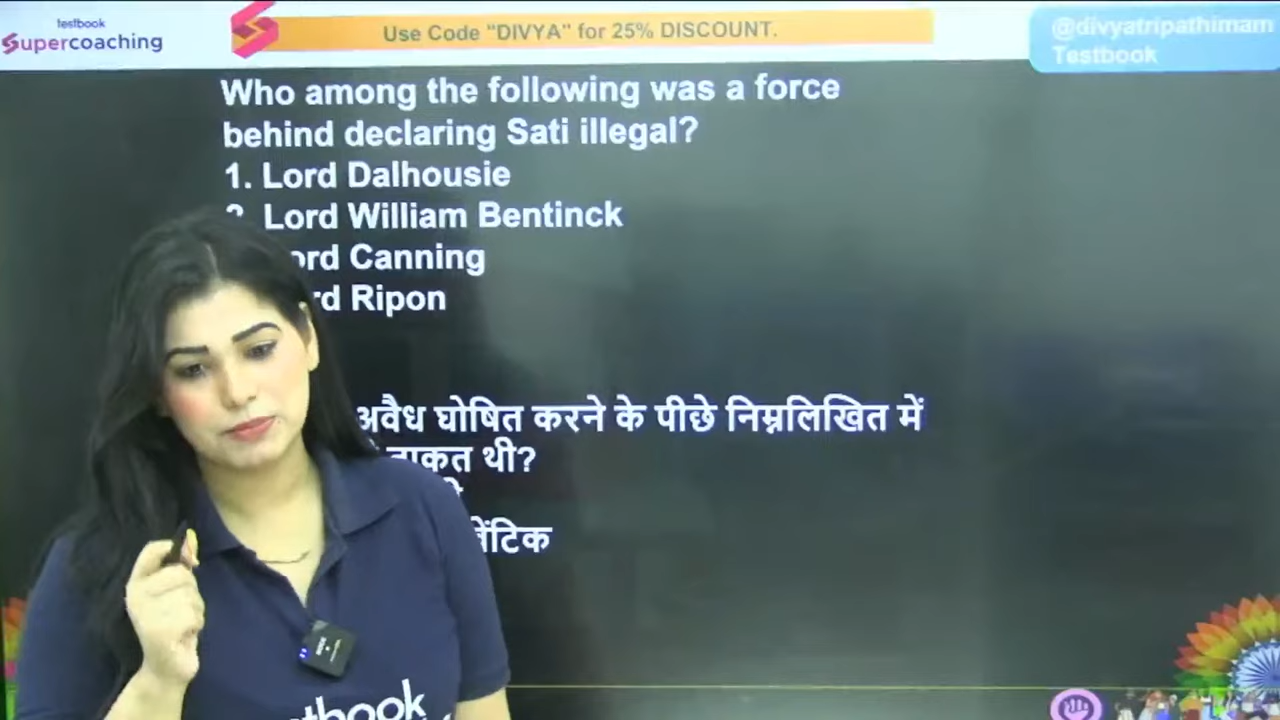 testbook
Supercoaching
Use Code "DIVYA" for 25% DISCOUNT.
@divyatripathimam
Testbook
Who among the following was a force
behind declaring Sati illegal?
1. Lord Dalhousie
2. Lord William Bentinck
ord Canning
rd Ripon
अवैध घोषित करने के पीछे निम्नलिखित में
ताकत थी?
बेंटिक
tbook